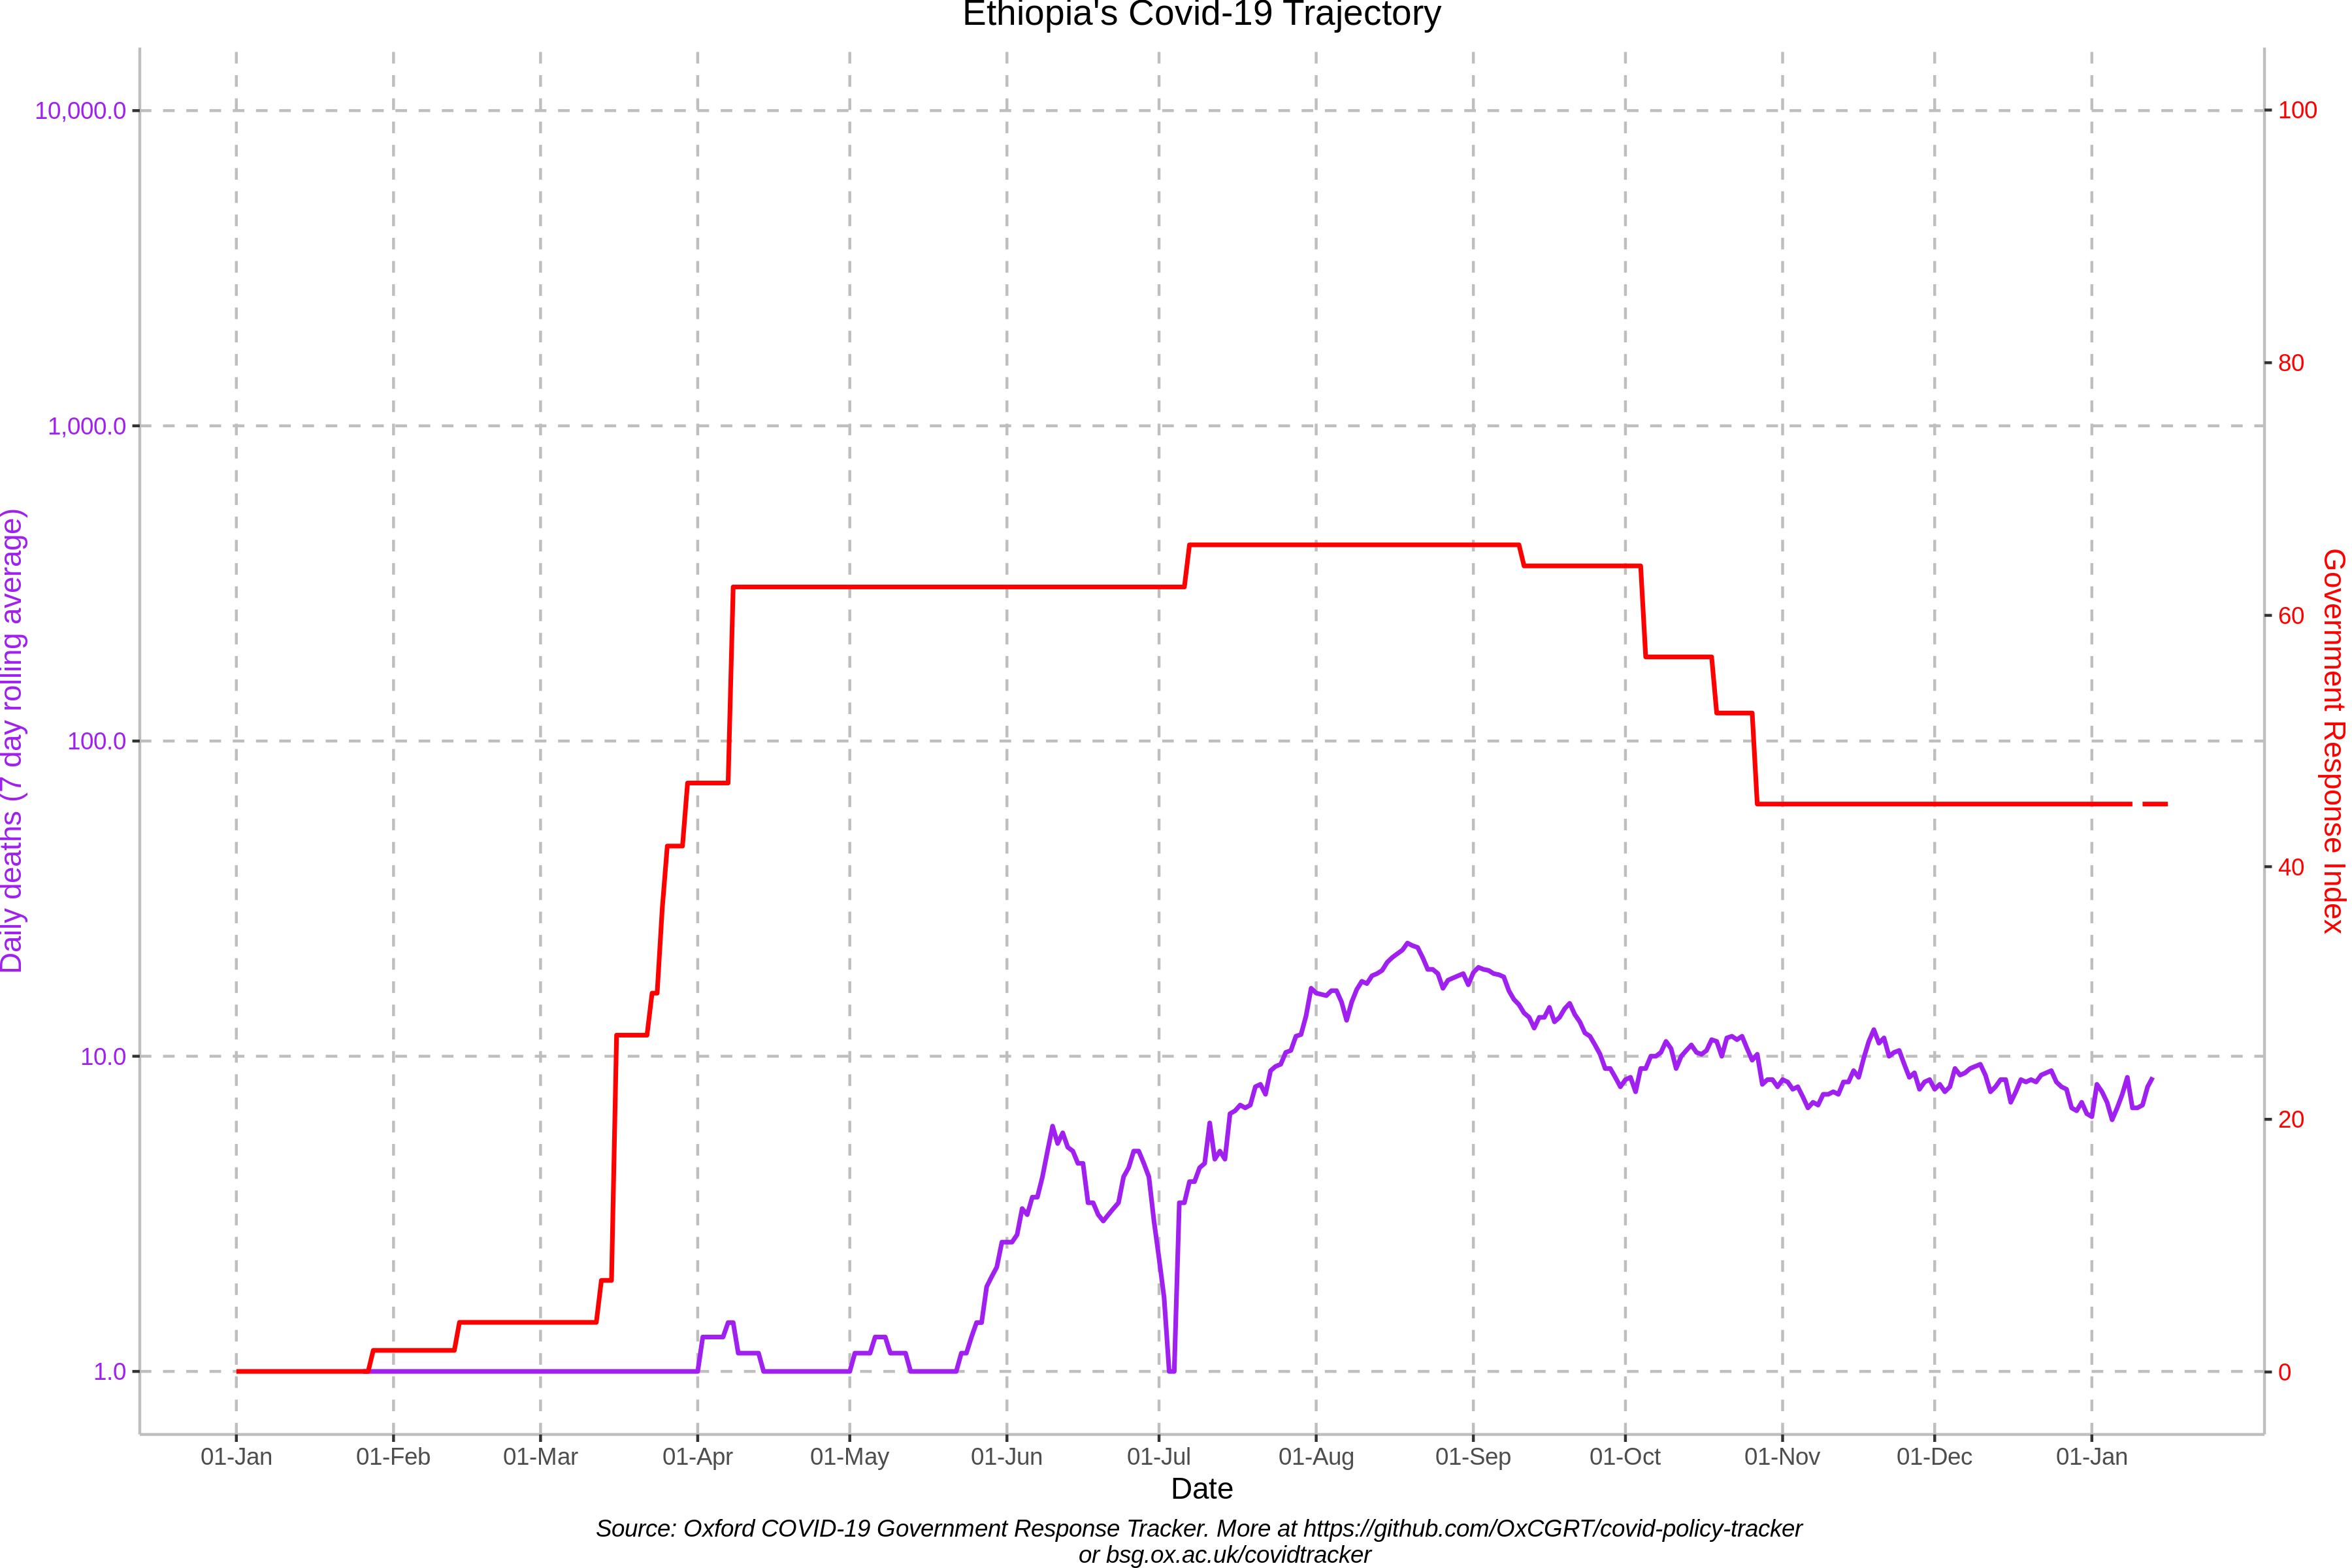 Ethiopia's Covid-19 Trajectory
10,000.0
1,000.0
100.0
10.0
1.0
Daily deaths (7 day rolling average)
100
80
60
40
20
0
Government Response Index
01-Jan 01-Feb 01-Mar 01-Apr 01-May 01-Jun 01-Jul 01-Aug 01-Sep 01-Oct 01-Nov 01-Dec 01-Jan
Date
Source: Oxford COVID-19 Government Response Tracker. More at https://github.com/OxCGRT/covid-policy-tracker
or bsg.ox.ac.uk/covidtracker